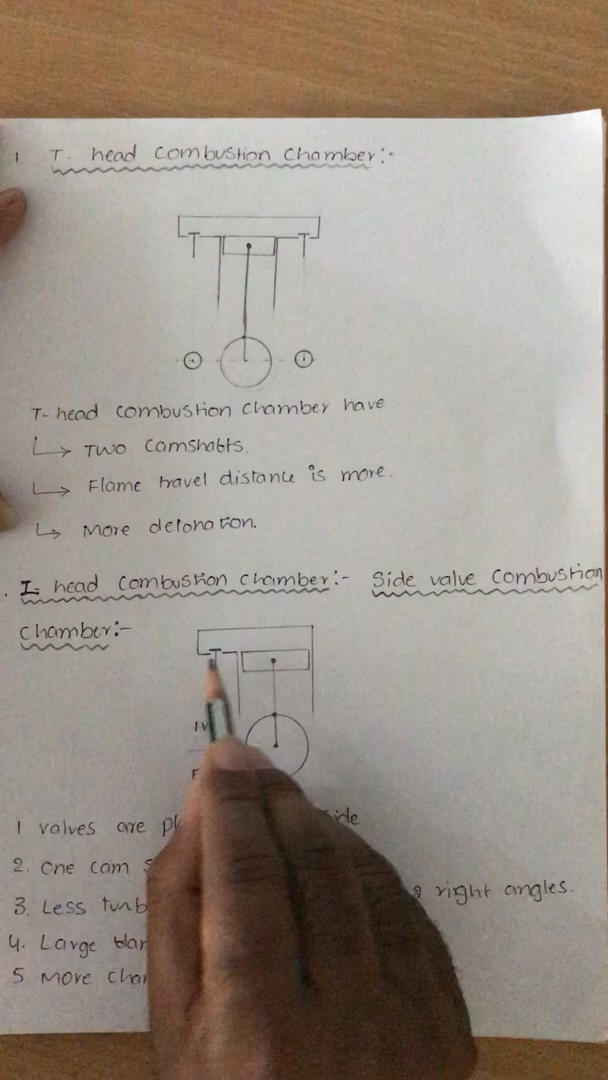 1. T- head Combustion Chamber:-
T- head combustion chamber have
↳ Two Camshafts.
↳ Flame travel distance is more.
↳ More detonation.
. I- head Combustion Chamber:- Side valve Combustion
Chamber:-
IV
1 valves are
2. One cam
3. Less right angles.
4. Large
5. More